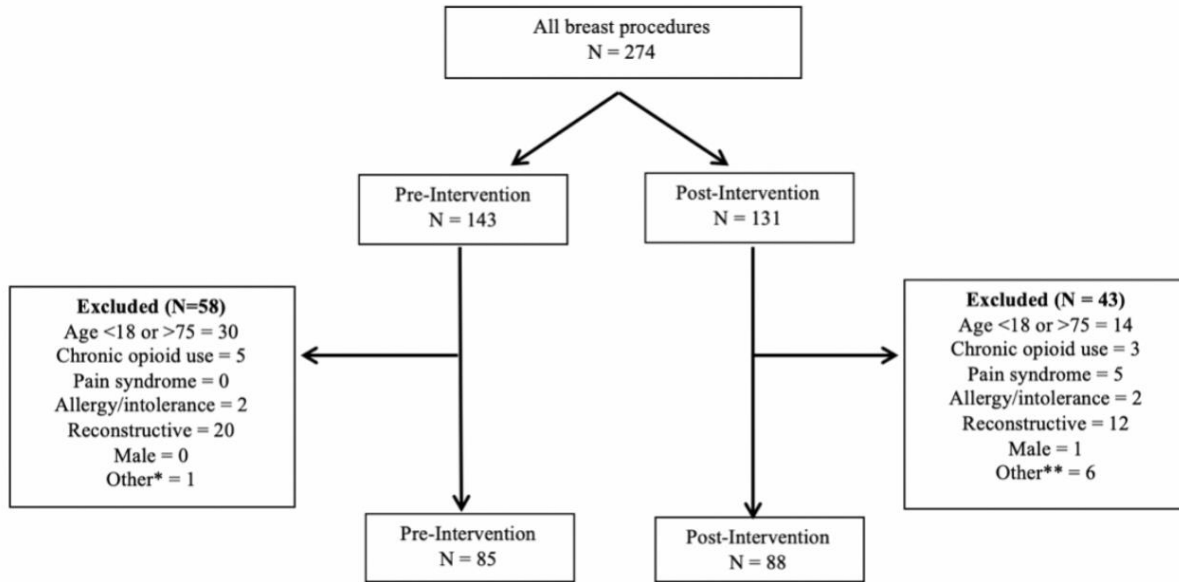 All breast procedures
N = 274
Pre-Intervention
N = 143
Post-Intervention
N = 131
Excluded (N=58)
Age <18 or >75 = 30
Chronic opioid use = 5
Pain syndrome = 0
Allergy/intolerance = 2
Reconstructive = 20
Male = 0
Other* = 1
Excluded (N = 43)
Age <18 or >75 = 14
Chronic opioid use = 3
Pain syndrome = 5
Allergy/intolerance = 2
Reconstructive = 12
Male = 1
Other** = 6
Pre-Intervention
N = 85
Post-Intervention
N = 88